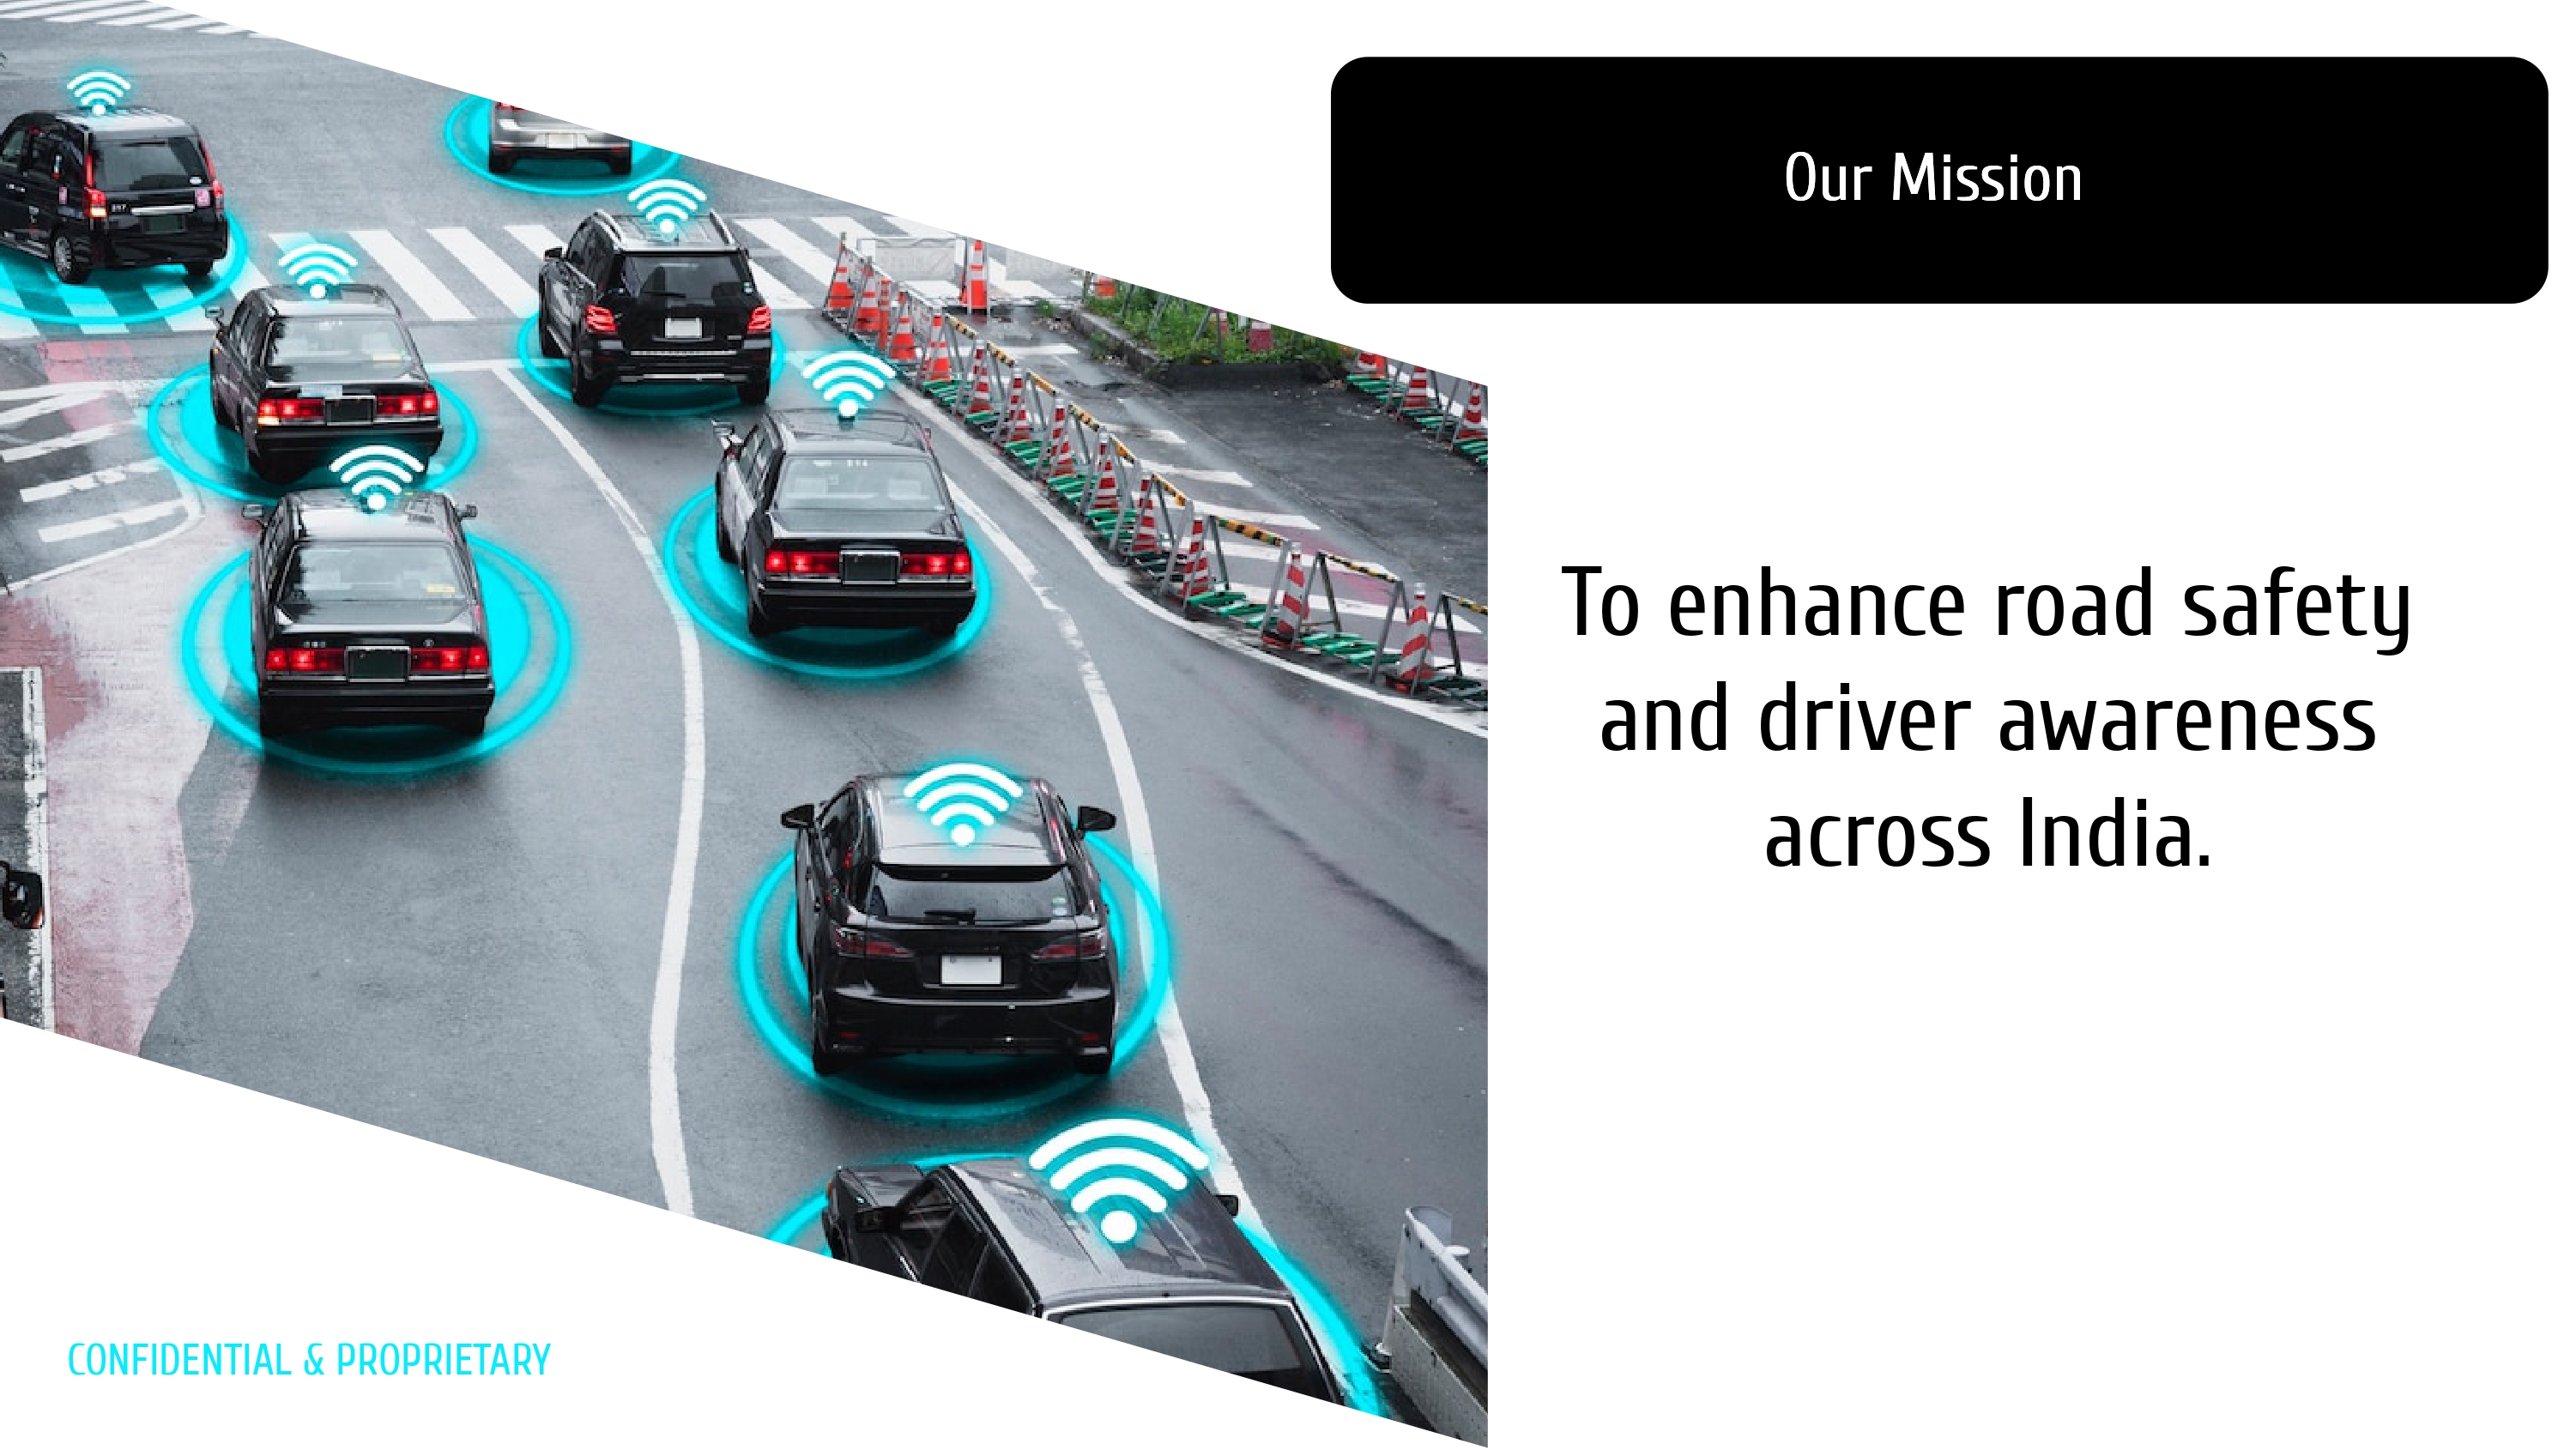 Our Mission
To enhance road safety
and driver awareness
across India.
CONFIDENTIAL & PROPRIETARY